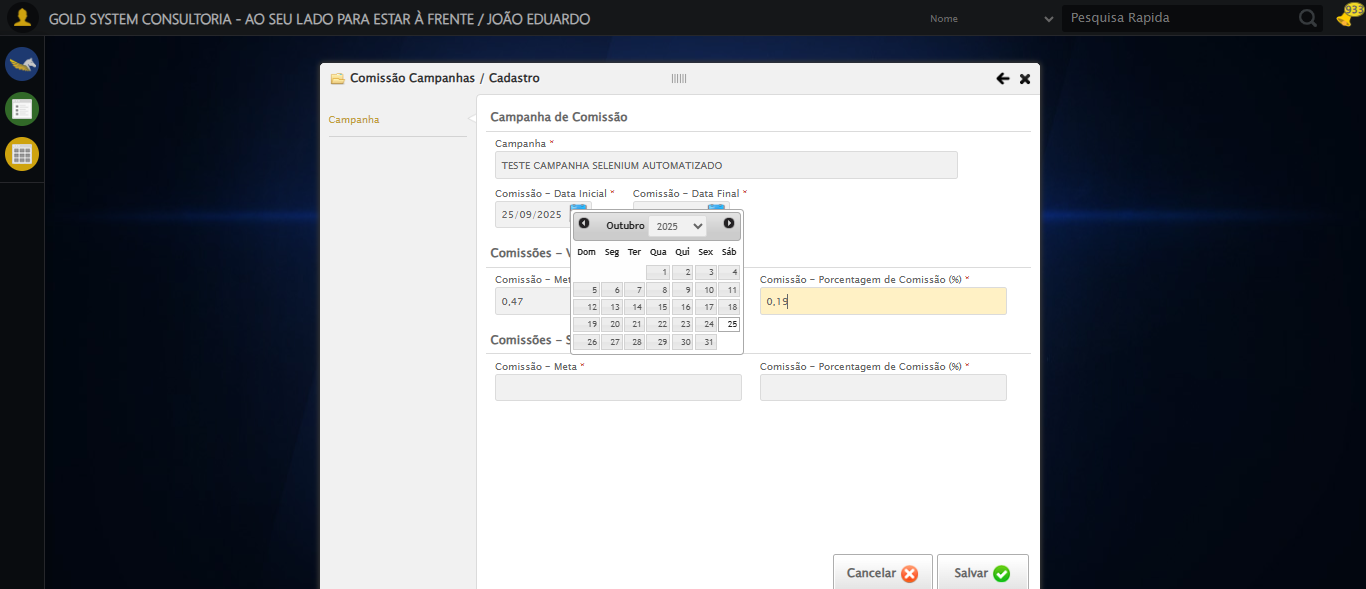 GOLD SYSTEM CONSULTORIA - AO SEU LADO PARA ESTAR À FRENTE / JOÃO EDUARDO
Nome
Pesquisa Rapida
933
Comissão Campanhas / Cadastro
Campanha
Campanha de Comissão
Campanha *
TESTE CAMPANHA SELENIUM AUTOMATIZADO
Comissão - Data Inicial * Comissão - Data Final *
25/09/2025
Outubro 2025
Dom Seg Ter Qua Qui Sex Sáb
1 2 3 4
5 6 7 8 9 10 11
12 13 14 15 16 17 18
19 20 21 22 23 24 25
26 27 28 29 30 31
Comissões - V
Comissão - Met
Comissão - Porcentagem de Comissão (%) *
0,47
0,19
Comissões - S
Comissão - Meta * Comissão - Porcentagem de Comissão (%) *
Cancelar Salvar